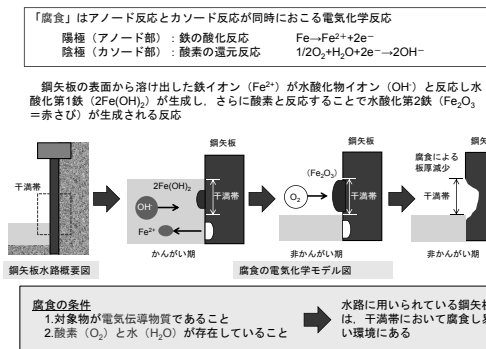 「腐食」はアノード反応とカソード反応が同時におこる電気化学反応
陽極（アノード部）：鉄の酸化反応 Fe→Fe²⁺+2e⁻
陰極（カソード部）：酸素の還元反応 1/2O₂+H₂O+2e⁻→2OH⁻
鋼矢板の表面から溶け出した鉄イオン（Fe²⁺）が水酸化物イオン（OH⁻）と反応し水
酸化第1鉄（2Fe(OH)₂）が生成し，さらに酸素と反応することで水酸化第2鉄（Fe₂O₃
＝赤さび）が生成される反応
鋼矢板
鋼矢板
鋼矢
干満帯
2Fe(OH)₂
OH⁻
Fe²⁺
干満帯
かんがい期
（Fe₂O₃）
O₂
干満帯
非かんがい期
腐食による
板厚減少
干満帯
非かんがい期
鋼矢板水路概要図
腐食の電気化学モデル図
腐食の条件
1.対象物が電気伝導物質であること
2.酸素（O₂）と水（H₂O）が存在していること
水路に用いられている鋼矢板
は，干満帯において腐食し易
い環境にある